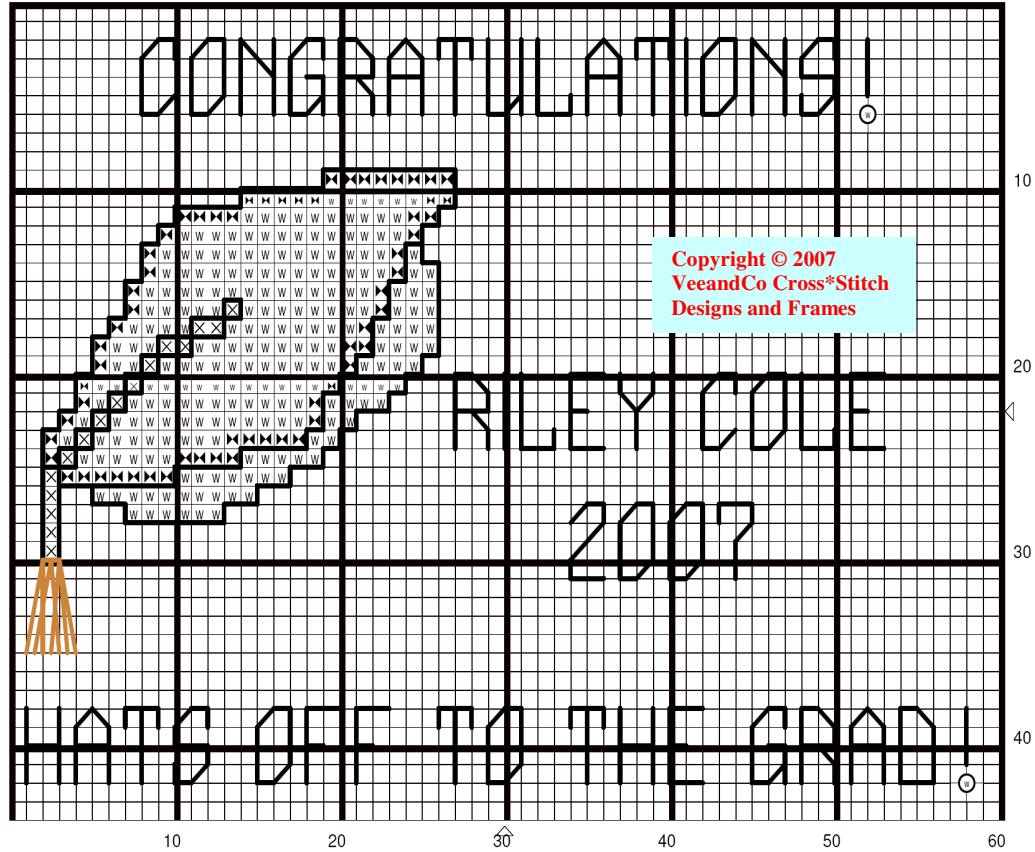 CONGRATULATIONS!
10
Copyright © 2007
VeeandCo Cross*Stitch
Designs and Frames
20
RILEY COLE
2007
30
HATS OFF TO THE GRAD!
40
10 20 30 40 50 60